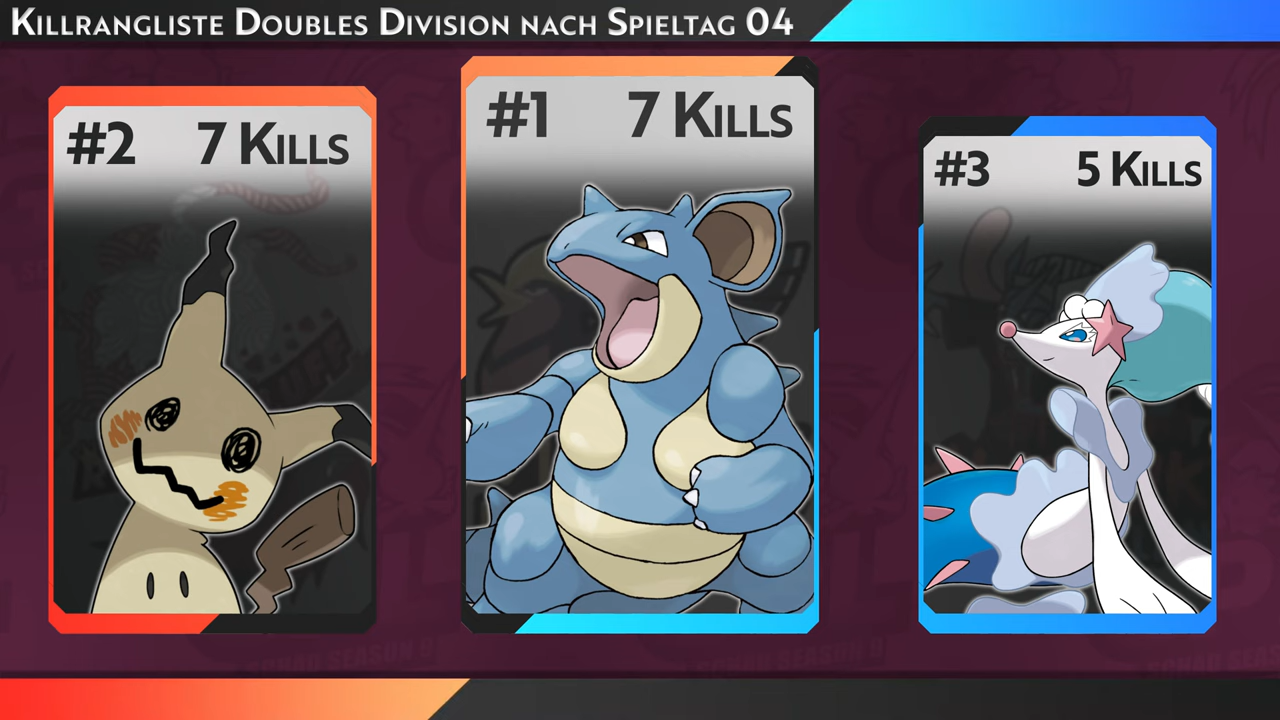 Killrangliste Doubles Division nach Spieltag 04
#2 7 Kills
#1 7 Kills
#3 5 Kills